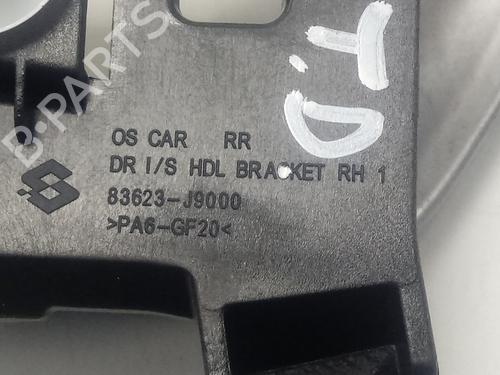 OS CAR RR
DR I/S HDL BRACKET RH 1
83623-J9000
>PA6-GF20<
T.D
B-PARTS